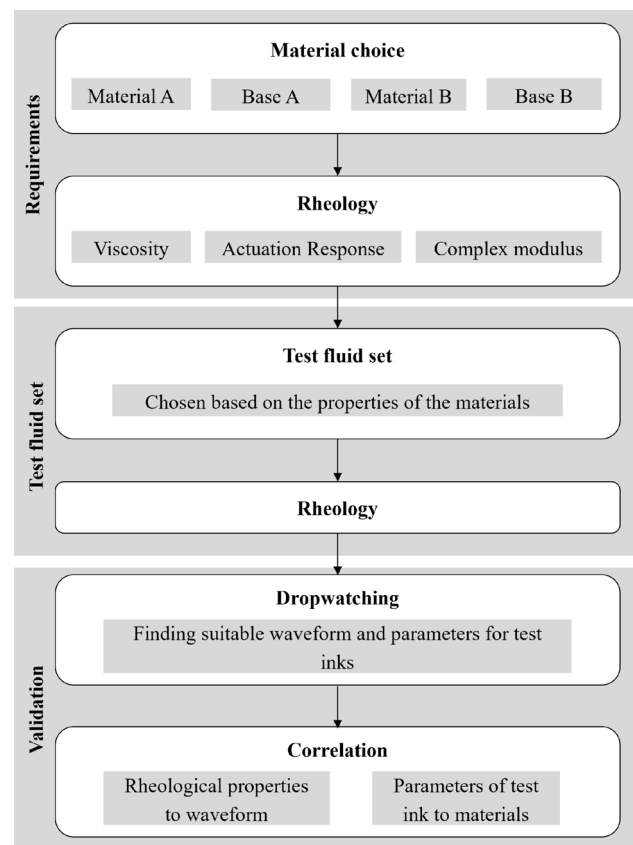 Requirements
Material choice
Material A
Base A
Material B
Base B
Rheology
Viscosity
Actuation Response
Complex modulus
Test fluid set
Test fluid set
Chosen based on the properties of the materials
Rheology
Validation
Dropwatching
Finding suitable waveform and parameters for test
inks
Correlation
Rheological properties
to waveform
Parameters of test
ink to materials